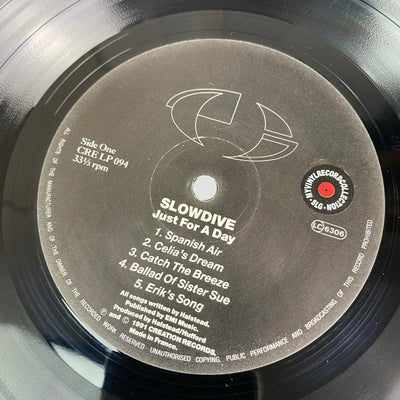 Side One
CRE LP 094
33⅓ rpm
SLOWDIVE
Just For A Day
1. Spanish Air
2. Celia's Dream
3. Catch The Breeze
4. Ballad Of Sister Sue
5. Erik's Song
All songs written by Halstead.
Published by EMI Music.
Produced by Halstead/Hufford
℗ and © 1991 CREATION RECORDS.
Made in France.
ALL RIGHTS OF THE MANUFACTURER AND OF THE OWNER OF THE RECORDED WORK RESERVED UNAUTHORISED COPYING, PUBLIC PERFORMANCE AND BROADCASTING OF THIS RECORD PROHIBITED
LC 6306
MYVINYLRECORDCOLLECTION
SLG